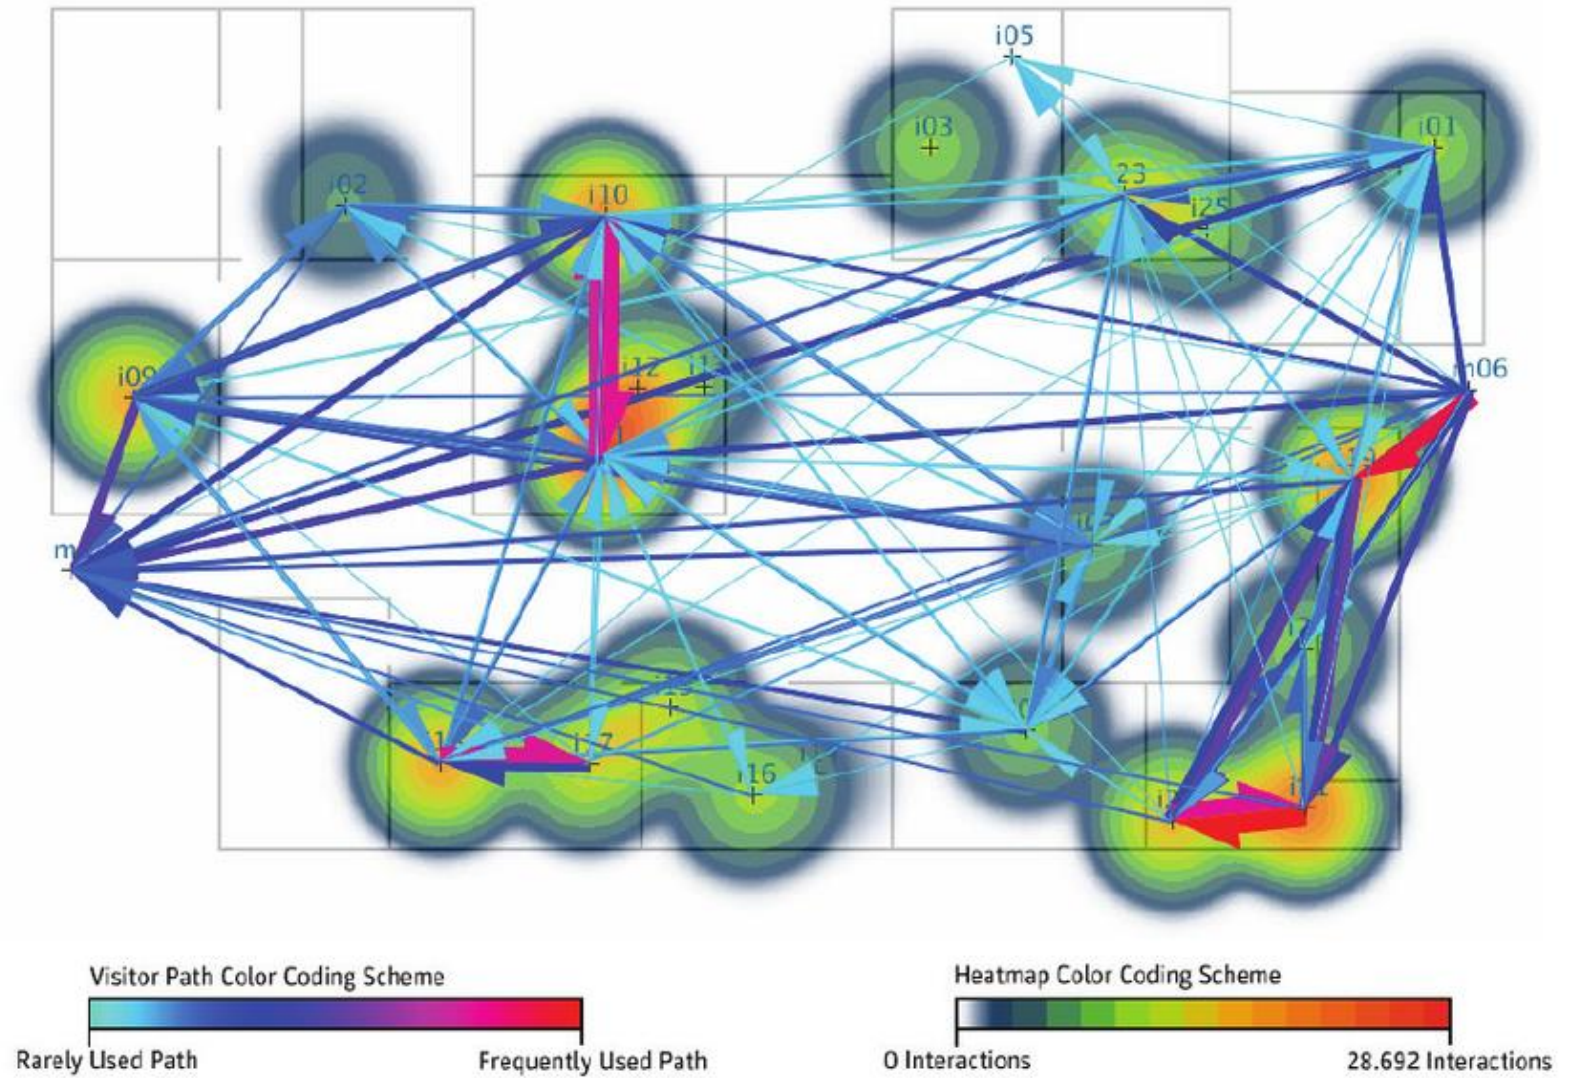 i05
i03
i01
i02
23
i10
i25
m06
i09
i12
i16
Visitor Path Color Coding Scheme
Heatmap Color Coding Scheme
Rarely Used Path
Frequently Used Path
0 Interactions
28.692 Interactions